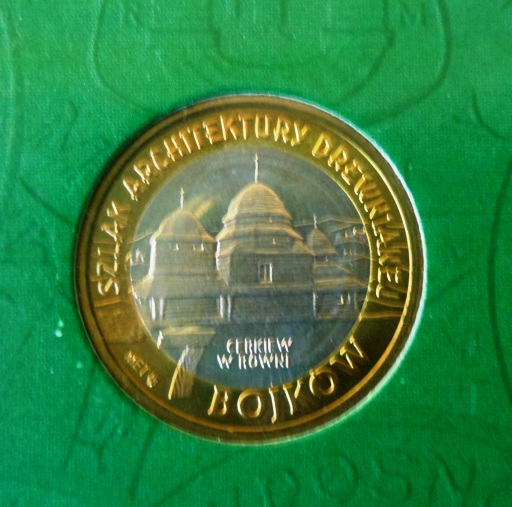 SZLAK ARCHITEKTURY DREWNIANEJ
CERKIEW
W RÓWNI
BOJKÓW